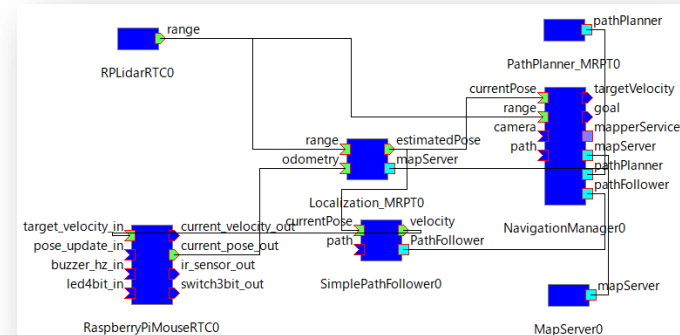 range
RPLidarRTC0
pathPlanner
PathPlanner_MRPT0
currentPose
range
camera
path
targetVelocity
goal
mapperService
mapServer
pathPlanner
pathFollower
NavigationManager0
range
odometry
estimatedPose
mapServer
Localization_MRPT0
target_velocity_in
pose_update_in
buzzer_hz_in
led4bit_in
current_velocity_out
current_pose_out
ir_sensor_out
switch3bit_out
RaspberryPiMouseRTC0
currentPose
path
velocity
PathFollower
SimplePathFollower0
mapServer
MapServer0